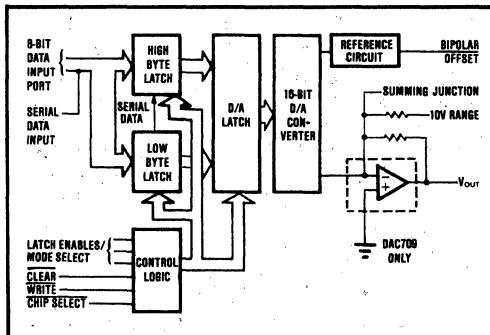 8-BIT
DATA
INPUT
PORT
SERIAL
DATA
INPUT
HIGH
BYTE
LATCH
SERIAL
DATA
LOW
BYTE
LATCH
D/A
LATCH
16-BIT
D/A
CON-
VERTER
REFERENCE
CIRCUIT
BIPOLAR
OFFSET
SUMMING JUNCTION
10V RANGE
VOUT
DAC709
ONLY
LATCH ENABLES/
MODE SELECT
CLEAR
WRITE
CHIP SELECT
CONTROL
LOGIC